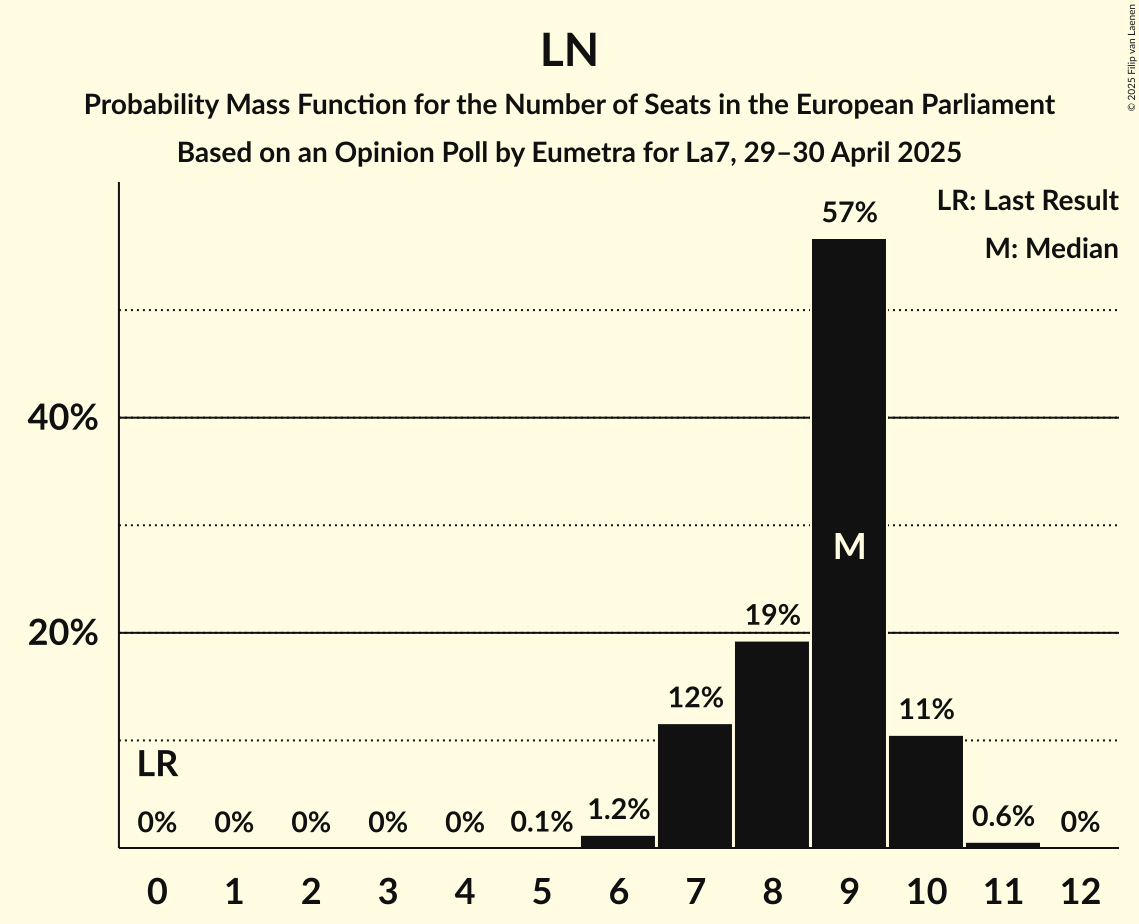 LN
Probability Mass Function for the Number of Seats in the European Parliament
Based on an Opinion Poll by Eumetra for La7, 29–30 April 2025
© 2025 Filip van Laenen
LR: Last Result
M: Median
57%
40%
M
20%
19%
12%
11%
LR
0% 0% 0% 0% 0% 0.1% 1.2% 0.6% 0%
0 1 2 3 4 5 6 7 8 9 10 11 12